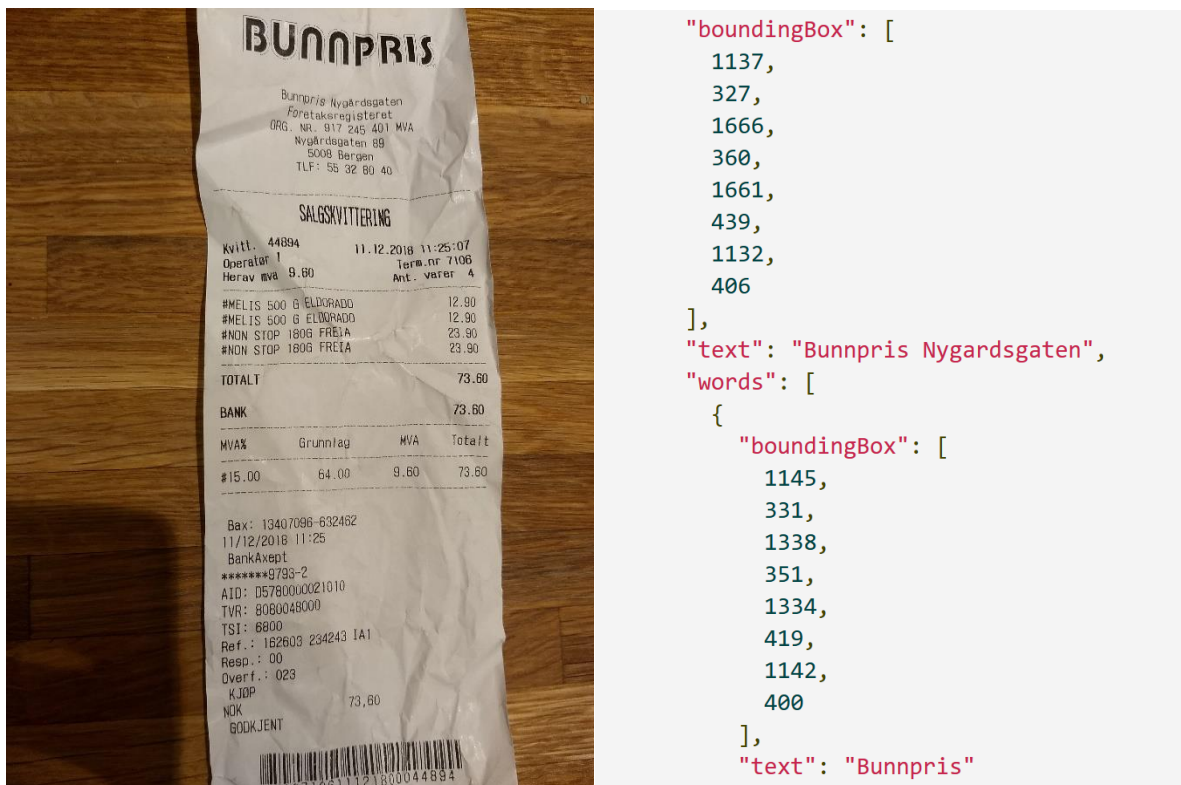 BUNNPRIS
Bunnpris Nygårdsgaten
Foretaksregisteret
ORG. NR. 917 245 401 MVA
Nygårdsgaten 89
5008 Bergen
TLF: 55 32 80 40
SALGSKVITTERING
Kvitt. 44894 11.12.2018 11:25:07
Operatør 1 Term.nr 7106
Herav mva 9.60 Ant. varer 4
#MELIS 500 G ELDORADO 12.90
#MELIS 500 G ELDORADO 12.90
#NON STOP 180G FREIA 23.90
#NON STOP 180G FREIA 23.90
TOTALT 73.60
BANK 73.60
MVA% Grunnlag MVA Totalt
#15.00 64.00 9.60 73.60
Bax: 13407096-632462
11/12/2018 11:25
BankAxept
*******9793-2
AID: D5780000021010
TVR: 8080048000
TSI: 6800
Ref.: 162603 234243 IA1
Resp.: 00
Overf.: 023
KJØP
NOK 73,60
GODKJENT
"boundingBox": [
1137,
327,
1666,
360,
1661,
439,
1132,
406
],
"text": "Bunnpris Nygardsgaten",
"words": [
{
"boundingBox": [
1145,
331,
1338,
351,
1334,
419,
1142,
400
],
"text": "Bunnpris"